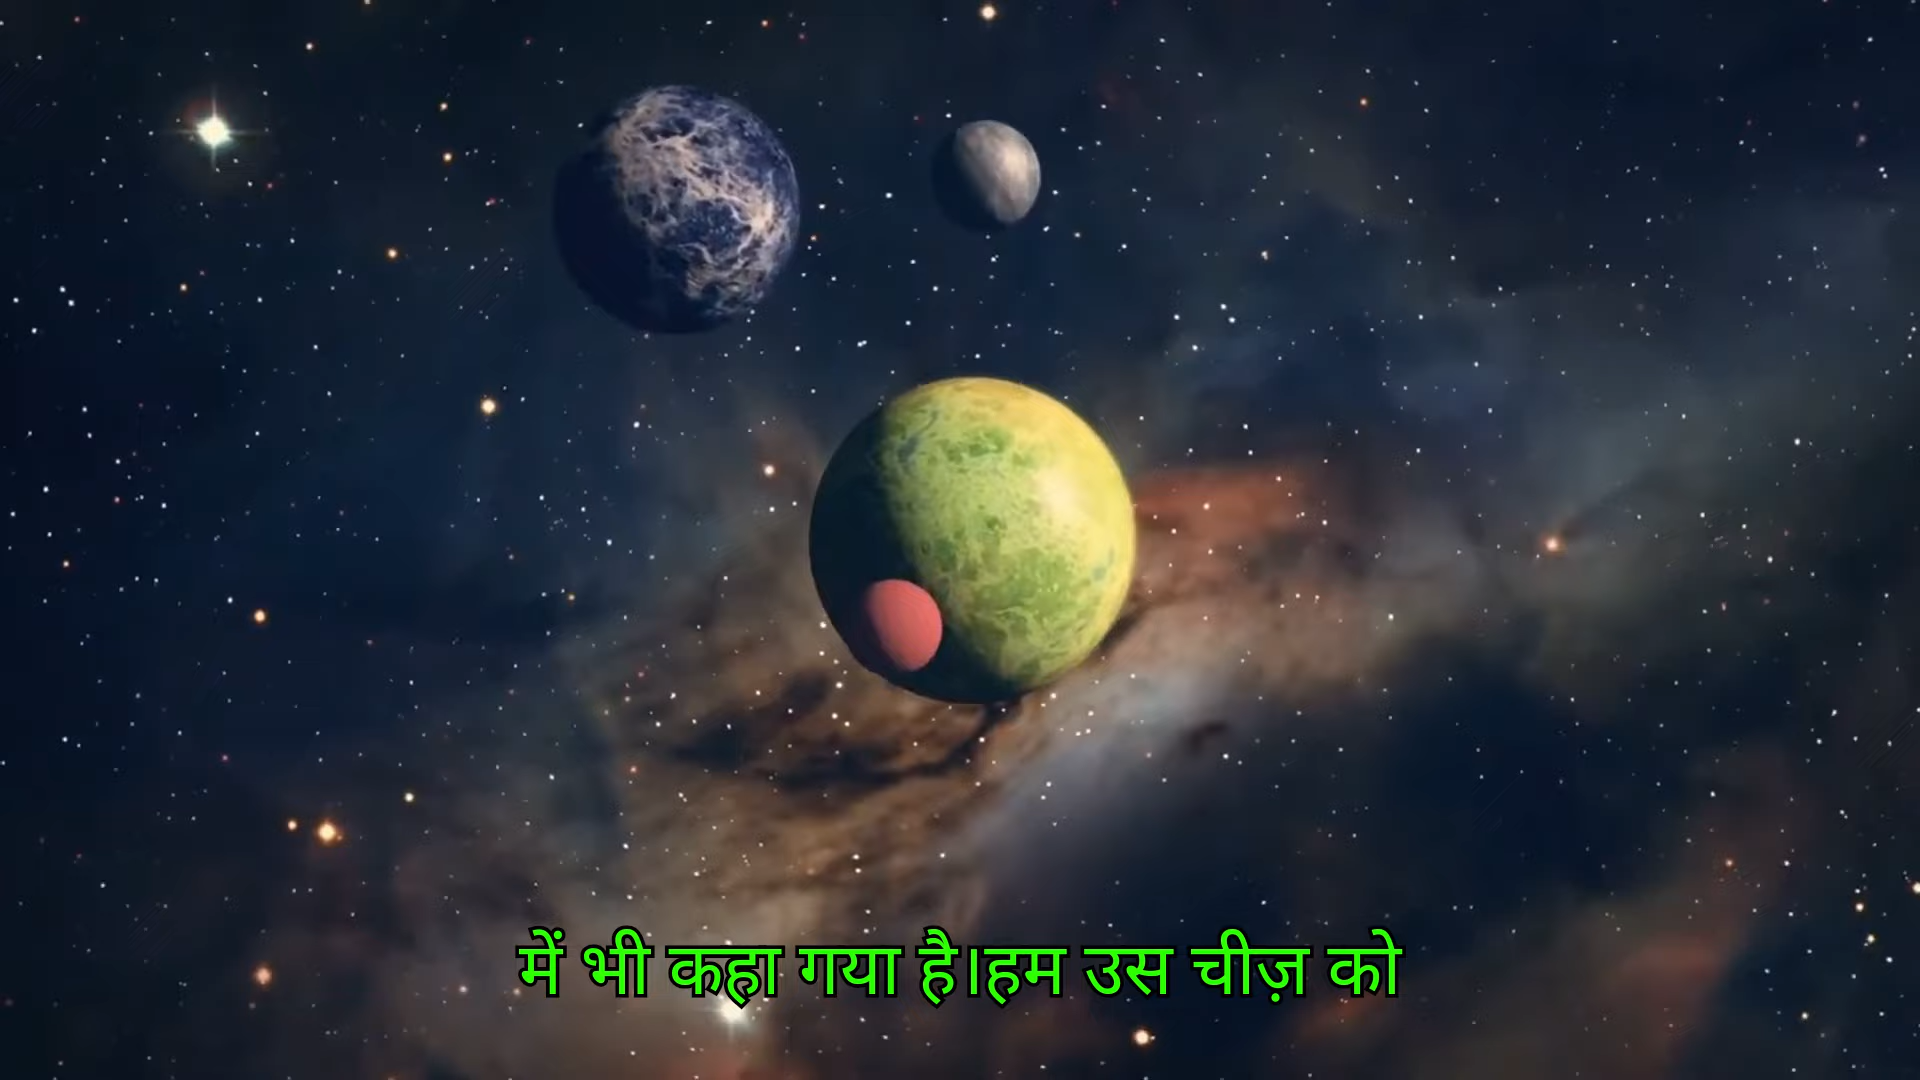 में भी कहा गया है।हम उस चीज़ को